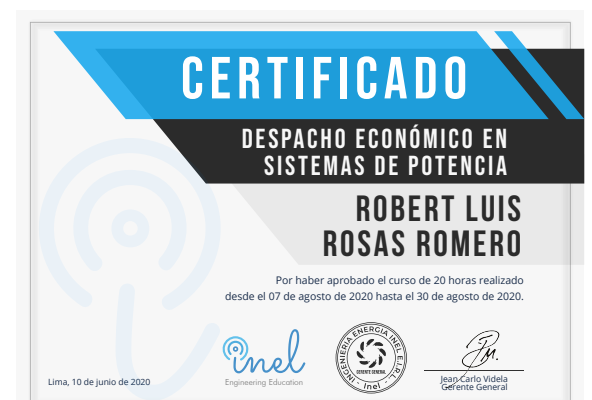 CERTIFICADO
DESPACHO ECONÓMICO EN
SISTEMAS DE POTENCIA
ROBERT LUIS
ROSAS ROMERO
Por haber aprobado el curso de 20 horas realizado
desde el 07 de agosto de 2020 hasta el 30 de agosto de 2020.
Lima, 10 de junio de 2020
inel
Engineering Education
INGENIERIA ENERGIA INEL E.I.R.L.
GERENTE GENERAL
Inel
Jean Carlo Videla
Gerente General